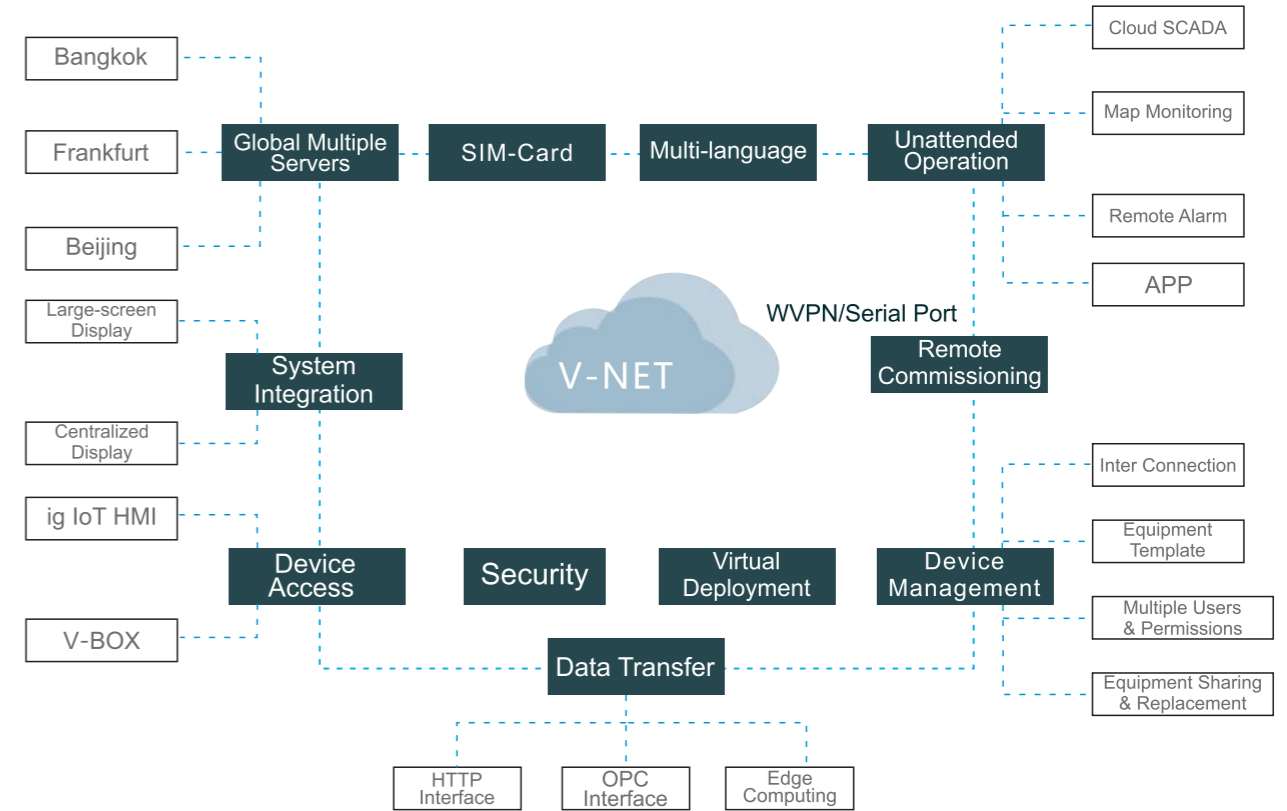 Bangkok
Frankfurt
Beijing
Large-screen
Display
Centralized
Display
ig IoT HMI
V-BOX
Global Multiple
Servers
SIM-Card
Multi-language
Unattended
Operation
Cloud SCADA
Map Monitoring
Remote Alarm
APP
System
Integration
V-NET
WVPN/Serial Port
Remote
Commissioning
Inter Connection
Equipment
Template
Multiple Users
& Permissions
Equipment Sharing
& Replacement
Device
Access
Security
Virtual
Deployment
Device
Management
Data Transfer
HTTP
Interface
OPC
Interface
Edge
Computing